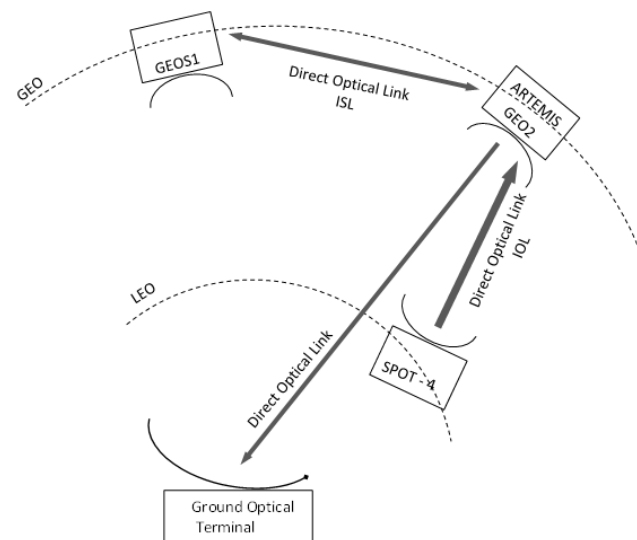 GEO
GEOS1
Direct Optical Link
ISL
ARTEMIS
GEO2
Direct Optical Link
IOL
LEO
SPOT - 4
Direct Optical Link
Ground Optical
Terminal